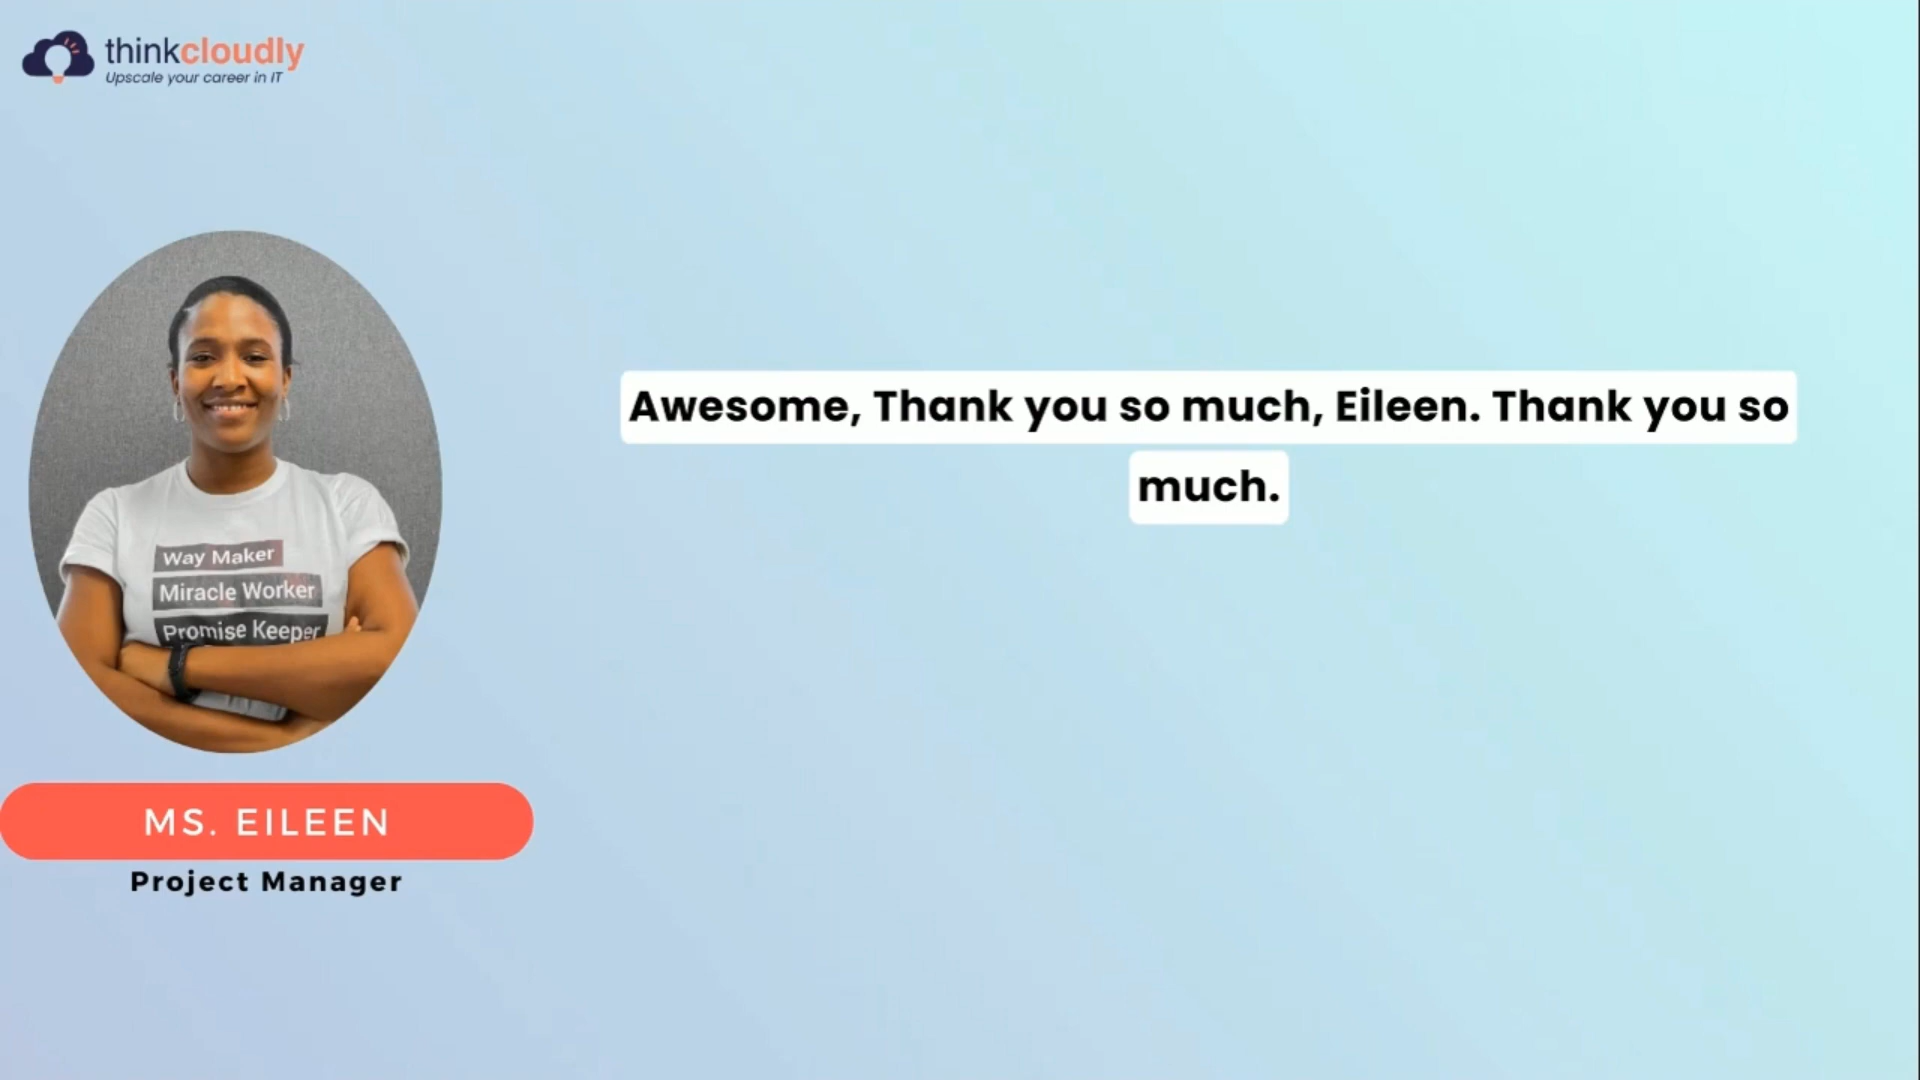 thinkcloudly
Upscale your career in IT
Awesome, Thank you so much, Eileen. Thank you so
much.
Way Maker
Miracle Worker
Promise Keeper
MS. EILEEN
Project Manager